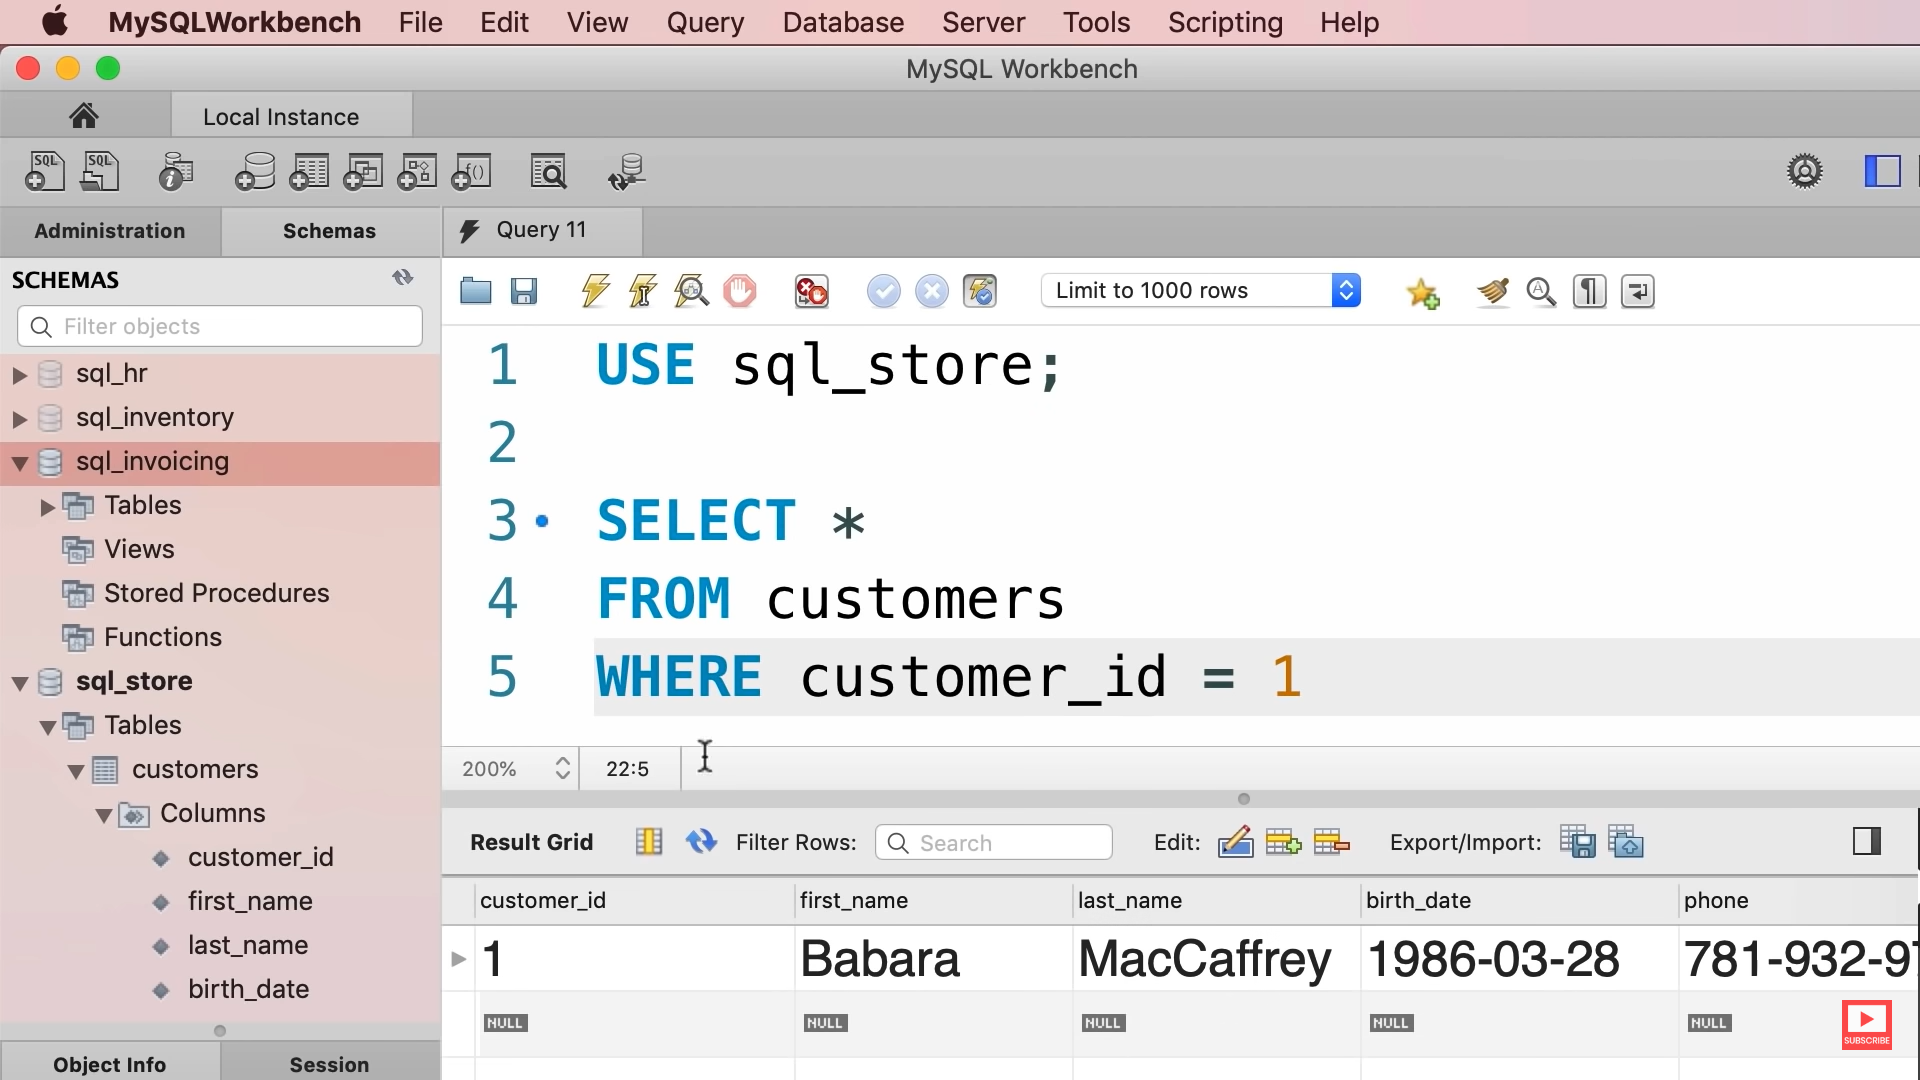 MySQLWorkbench File Edit View Query Database Server Tools Scripting Help
MySQL Workbench
Local Instance
Administration Schemas Query 11
SCHEMAS
Limit to 1000 rows
Filter objects
sql_hr
sql_inventory
sql_invoicing
Tables
Views
Stored Procedures
Functions
sql_store
Tables
customers
Columns
customer_id
first_name
last_name
birth_date
Object Info Session
1 USE sql_store;
2
3 SELECT *
4 FROM customers
5 WHERE customer_id = 1
200% 22:5
Result Grid Filter Rows: Search Edit: Export/Import:
customer_id first_name last_name birth_date phone
1 Babara MacCaffrey 1986-03-28 781-932-9
NULL NULL NULL NULL NULL
SUBSCRIBE